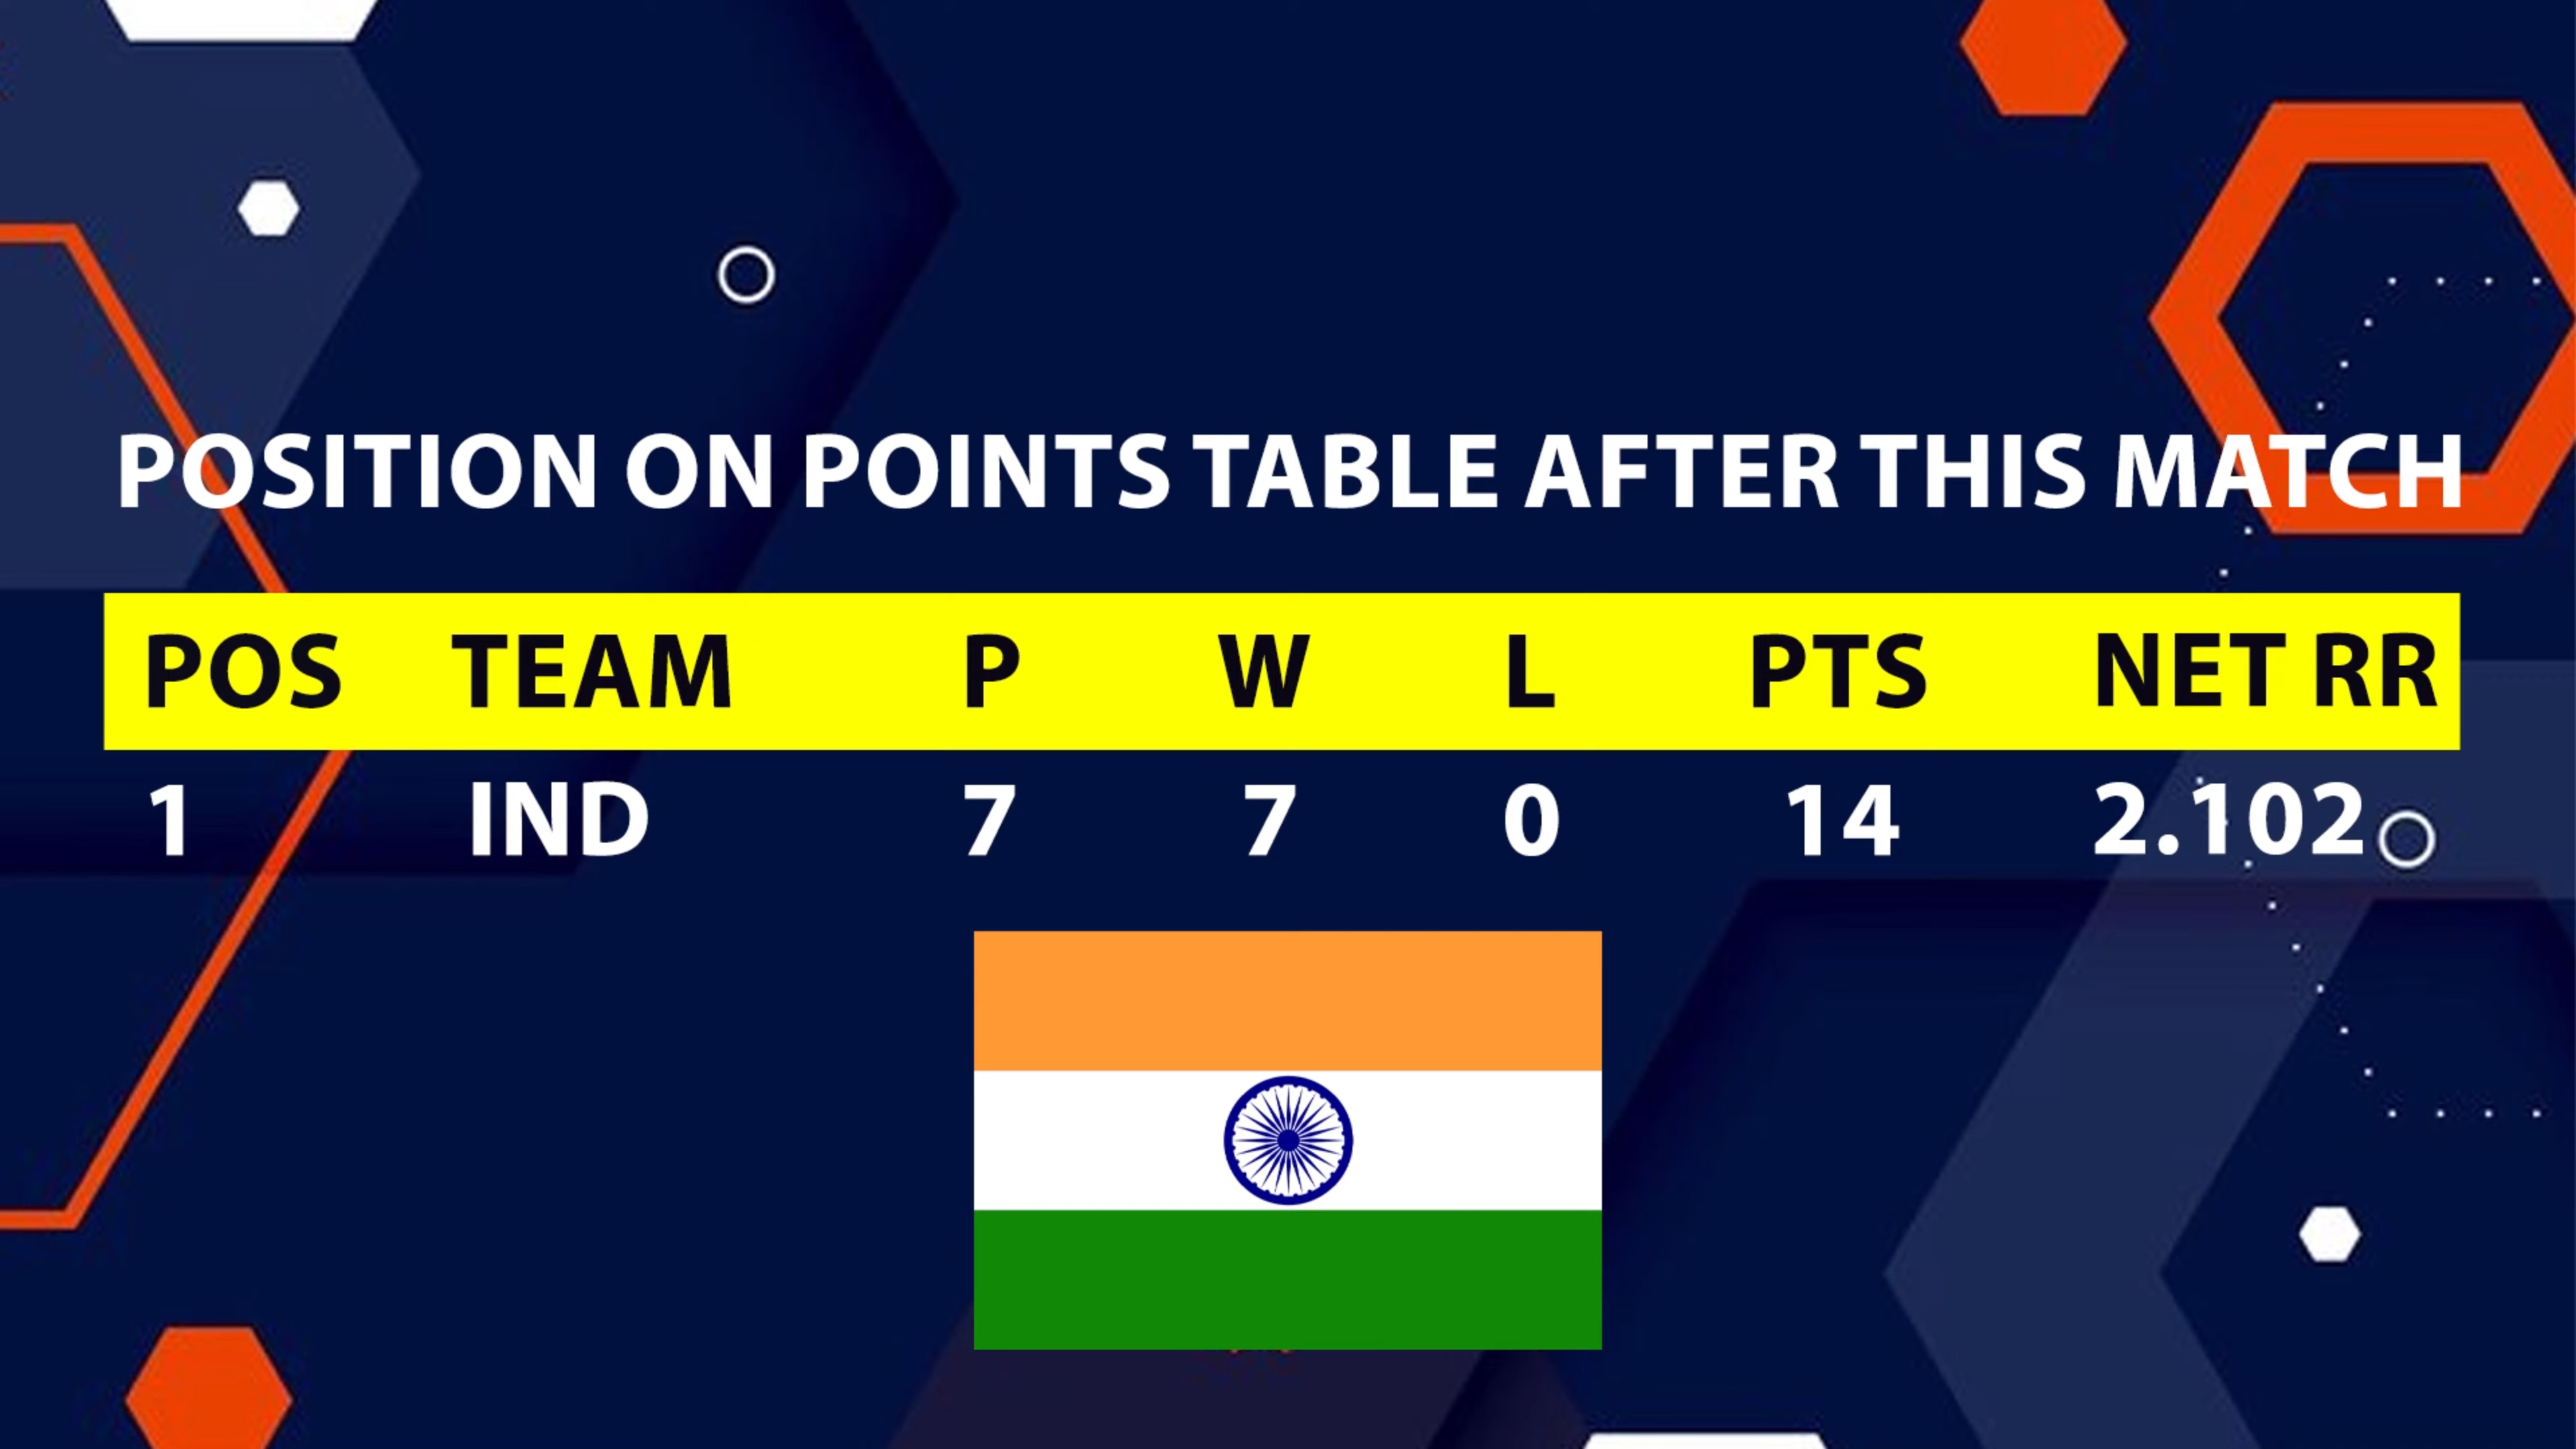 POSITION ON POINTS TABLE AFTER THIS MATCH
POS TEAM P W L PTS NET RR
1 IND 7 7 0 14 2.102